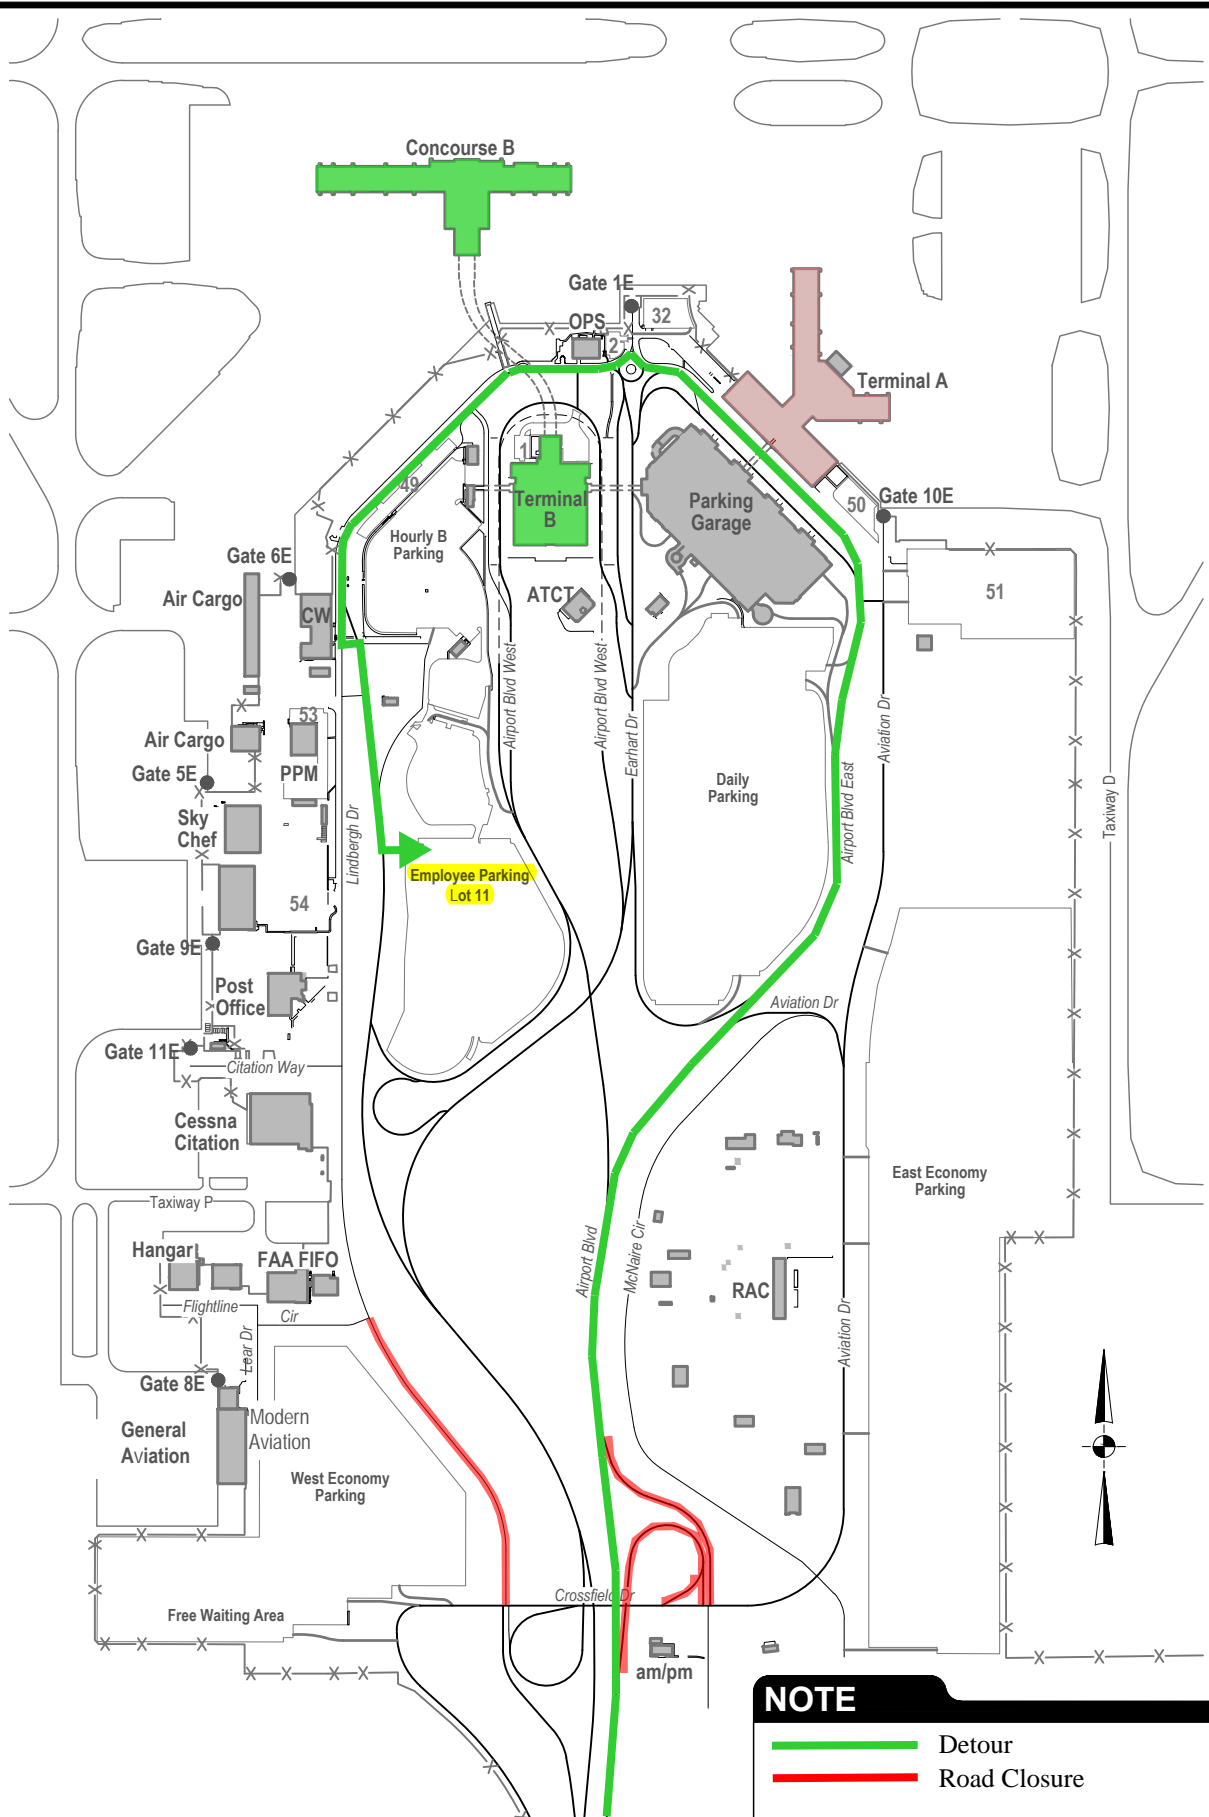 Concourse B
Gate 1E
32
OPS
2
Terminal A
1
49
Terminal
B
Parking
Garage
50
Gate 10E
Hourly B
Parking
Gate 6E
Air Cargo
CW
ATCT
51
Airport Blvd West
Airport Blvd West
Earhart Dr
Aviation Dr
53
Air Cargo
PPM
Gate 5E
Daily
Parking
Airport Blvd East
Taxiway D
Sky
Chef
Lindbergh Dr
Employee Parking
Lot 11
54
Gate 9E
Post
Office
Aviation Dr
Gate 11E
Citation Way
Cessna
Citation
East Economy
Parking
Taxiway P
Hangar
FAA FIFO
Airport Blvd
McNaire Cir
RAC
Flightline
Cir
Lear Dr
Aviation Dr
Gate 8E
General
Aviation
Modern
Aviation
West Economy
Parking
Crossfield Dr
Free Waiting Area
am/pm
NOTE
Detour
Road Closure